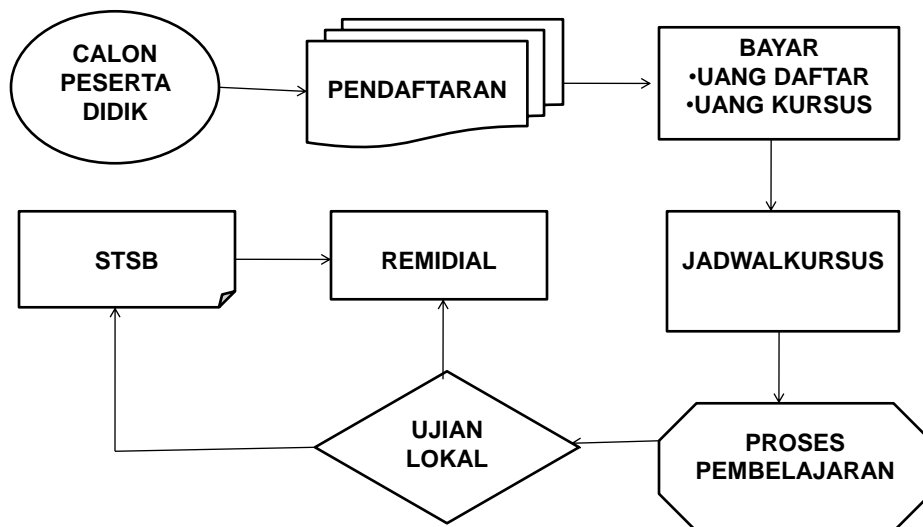 CALON
PESERTA
DIDIK
PENDAFTARAN
BAYAR
•UANG DAFTAR
•UANG KURSUS
STSB
REMIDIAL
JADWALKURSUS
UJIAN
LOKAL
PROSES
PEMBELAJARAN